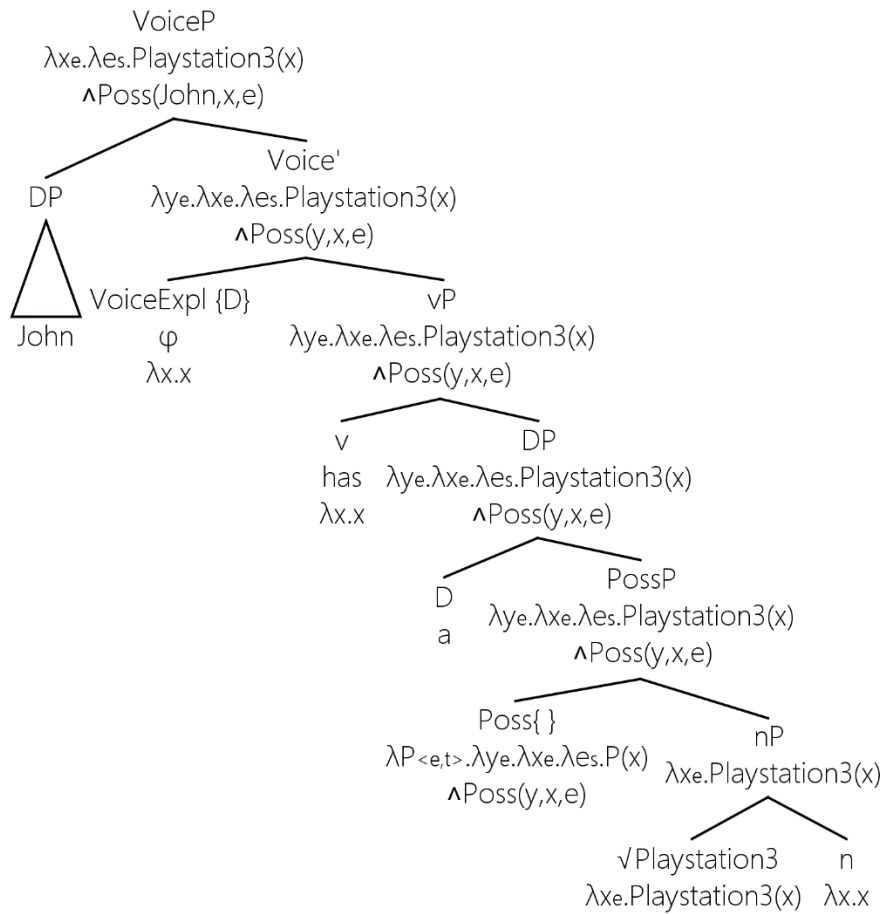 VoiceP
λxe.λes.Playstation3(x)
∧Poss(John,x,e)
Voice'
DP λye.λxe.λes.Playstation3(x)
∧Poss(y,x,e)
VoiceExpl {D} vP
John φ λye.λxe.λes.Playstation3(x)
λx.x ∧Poss(y,x,e)
v DP
has λye.λxe.λes.Playstation3(x)
λx.x ∧Poss(y,x,e)
D PossP
a λye.λxe.λes.Playstation3(x)
∧Poss(y,x,e)
Poss{ } nP
λP<e,t>.λye.λxe.λes.P(x) λxe.Playstation3(x)
∧Poss(y,x,e)
√Playstation3 n
λxe.Playstation3(x) λx.x